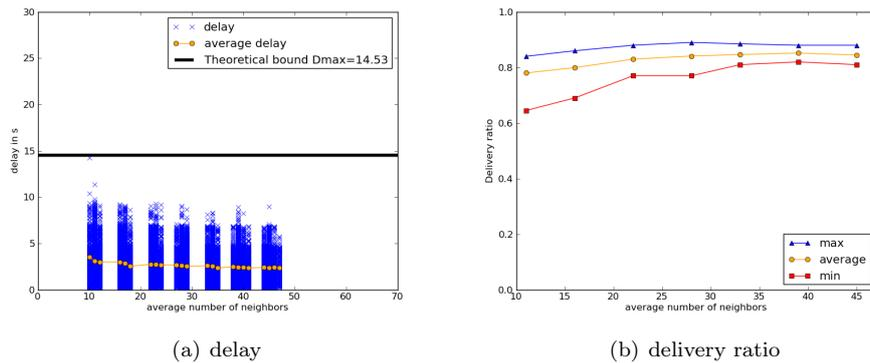 30
25
20
15
10
5
0
delay in s
0 10 20 30 40 50 60 70
average number of neighbors
delay
average delay
Theoretical bound Dmax=14.53
(a) delay
1.0
0.8
0.6
0.4
0.2
0.0
Delivery ratio
10 15 20 25 30 35 40 45
average number of neighbors
max
average
min
(b) delivery ratio